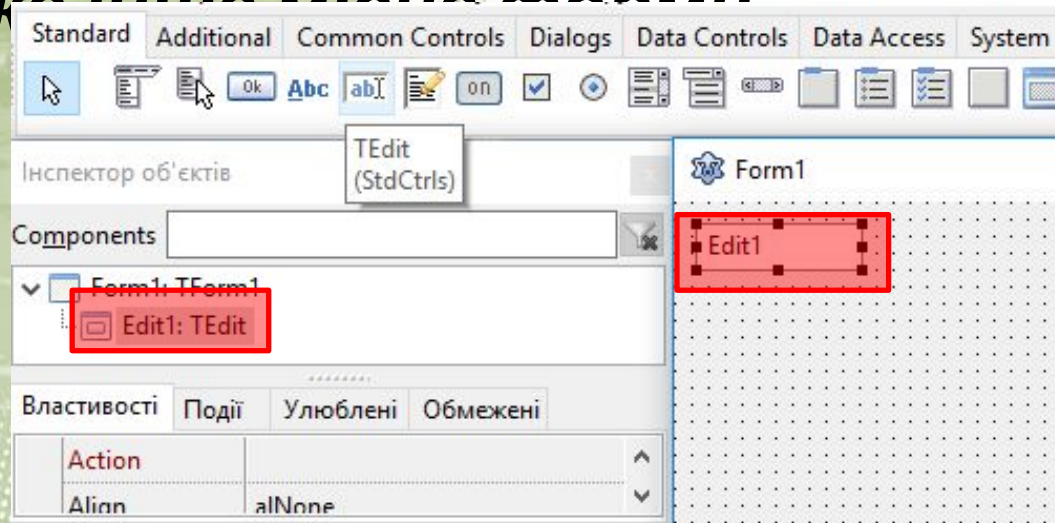 Standard Additional Common Controls Dialogs Data Controls Data Access System
Ok Abc abI on
TEdit
(StdCtrls)
Інспектор об'єктів
Form1
Components
Edit1
Form1: TForm1
Edit1: TEdit
Властивості Події Улюблені Обмежені
Action
Align alNone